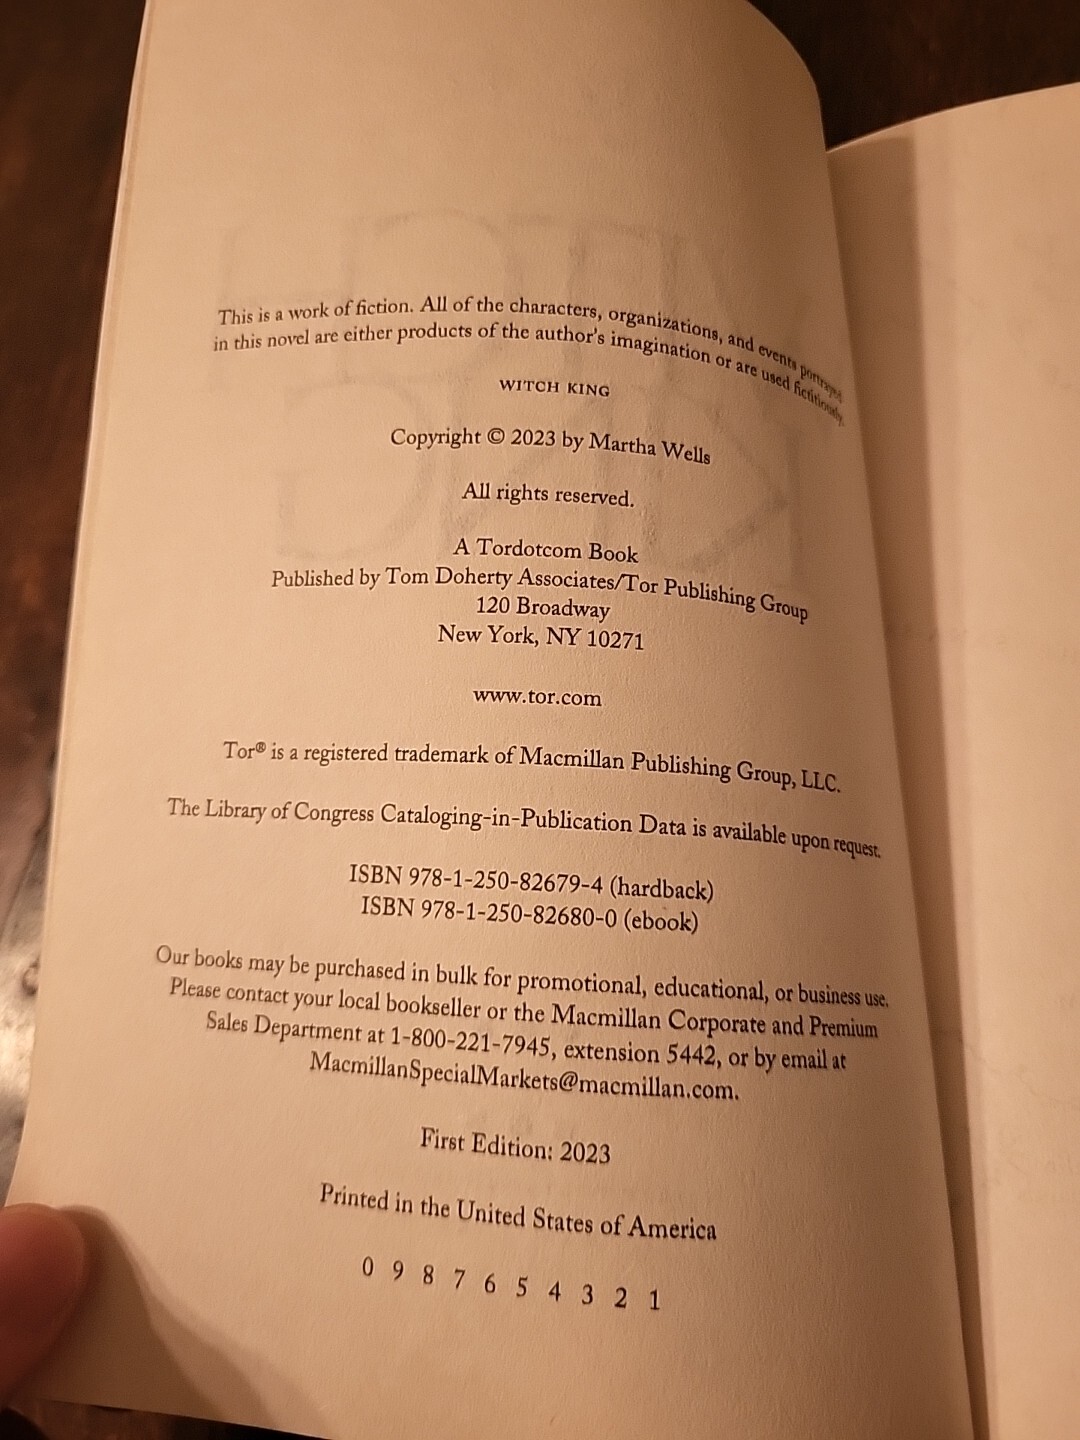 This is a work of fiction. All of the characters, organizations, and events portrayed
in this novel are either products of the author's imagination or are used fictitiously.
WITCH KING
Copyright © 2023 by Martha Wells
All rights reserved.
A Tordotcom Book
Published by Tom Doherty Associates/Tor Publishing Group
120 Broadway
New York, NY 10271
www.tor.com
Tor® is a registered trademark of Macmillan Publishing Group, LLC.
The Library of Congress Cataloging-in-Publication Data is available upon request.
ISBN 978-1-250-82679-4 (hardback)
ISBN 978-1-250-82680-0 (ebook)
Our books may be purchased in bulk for promotional, educational, or business use.
Please contact your local bookseller or the Macmillan Corporate and Premium
Sales Department at 1-800-221-7945, extension 5442, or by email at
MacmillanSpecialMarkets@macmillan.com.
First Edition: 2023
Printed in the United States of America
0 9 8 7 6 5 4 3 2 1